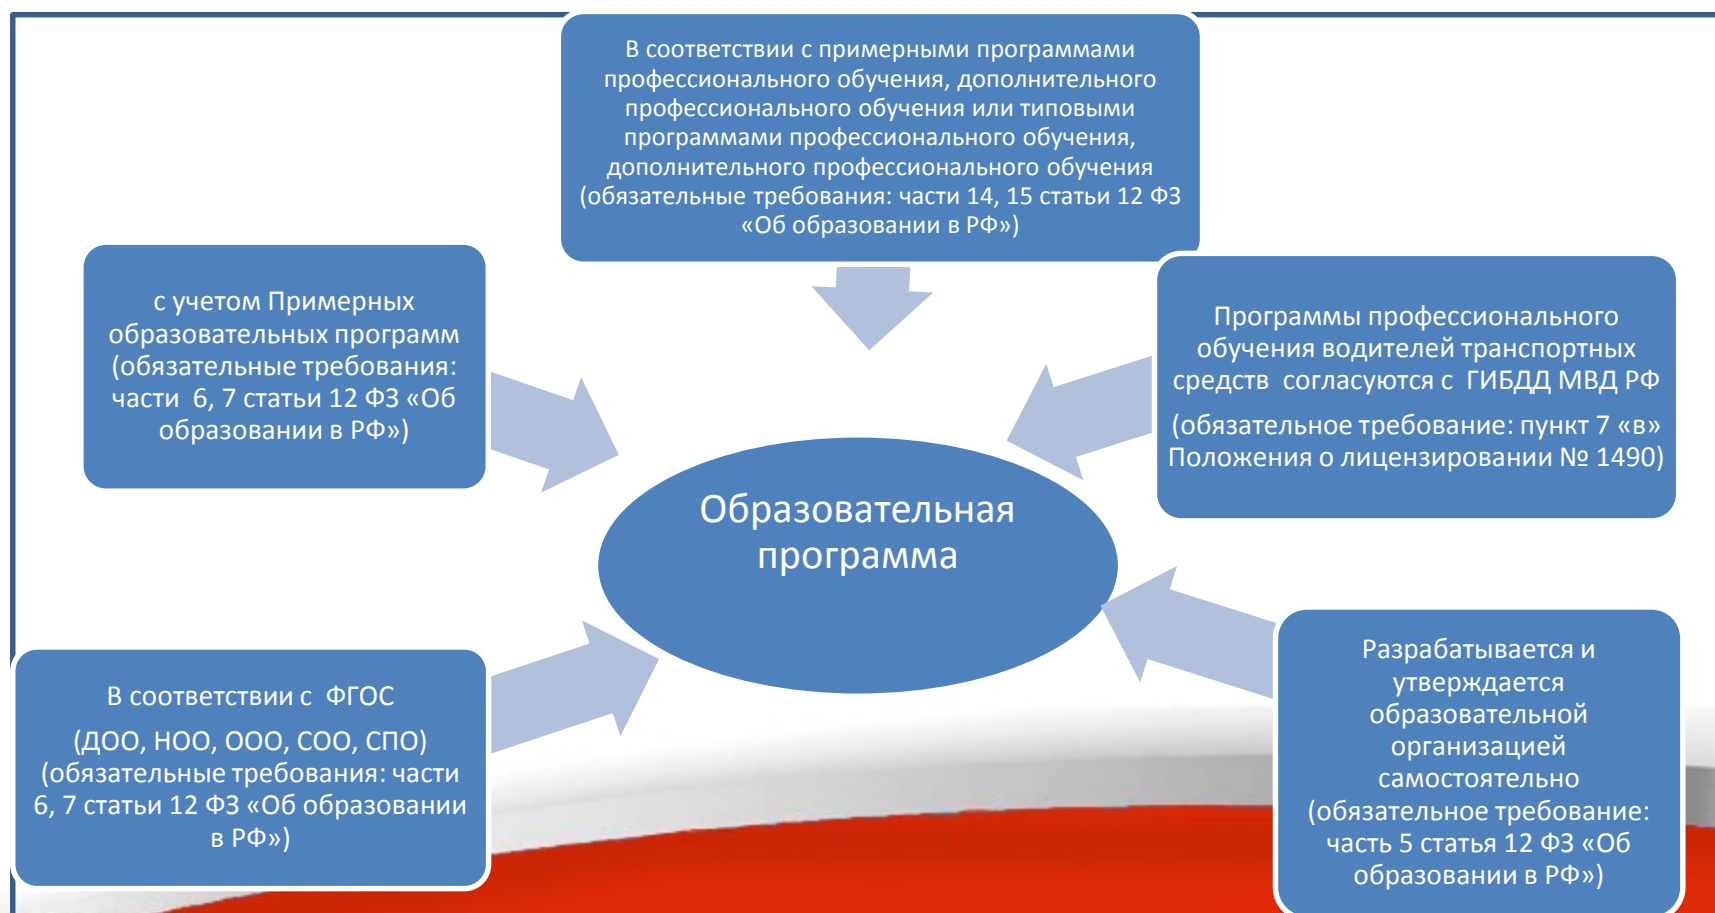 В соответствии с примерными программами
профессионального обучения, дополнительного
профессионального обучения или типовыми
программами профессионального обучения,
дополнительного профессионального обучения
(обязательные требования: части 14, 15 статьи 12 ФЗ
«Об образовании в РФ»)
с учетом Примерных
образовательных программ
(обязательные требования:
части 6, 7 статьи 12 ФЗ «Об
образовании в РФ»)
Программы профессионального
обучения водителей транспортных
средств согласуются с ГИБДД МВД РФ
(обязательное требование: пункт 7 «в»
Положения о лицензировании № 1490)
Образовательная
программа
В соответствии с ФГОС
(ДОО, НОО, ООО, СОО, СПО)
(обязательные требования: части
6, 7 статьи 12 ФЗ «Об образовании
в РФ»)
Разрабатывается и
утверждается
образовательной
организацией
самостоятельно
(обязательное требование:
часть 5 статья 12 ФЗ «Об
образовании в РФ»)